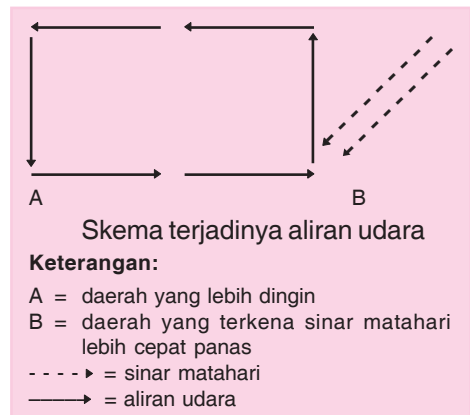 A B
Skema terjadinya aliran udara
Keterangan:
A = daerah yang lebih dingin
B = daerah yang terkena sinar matahari
lebih cepat panas
= sinar matahari
= aliran udara